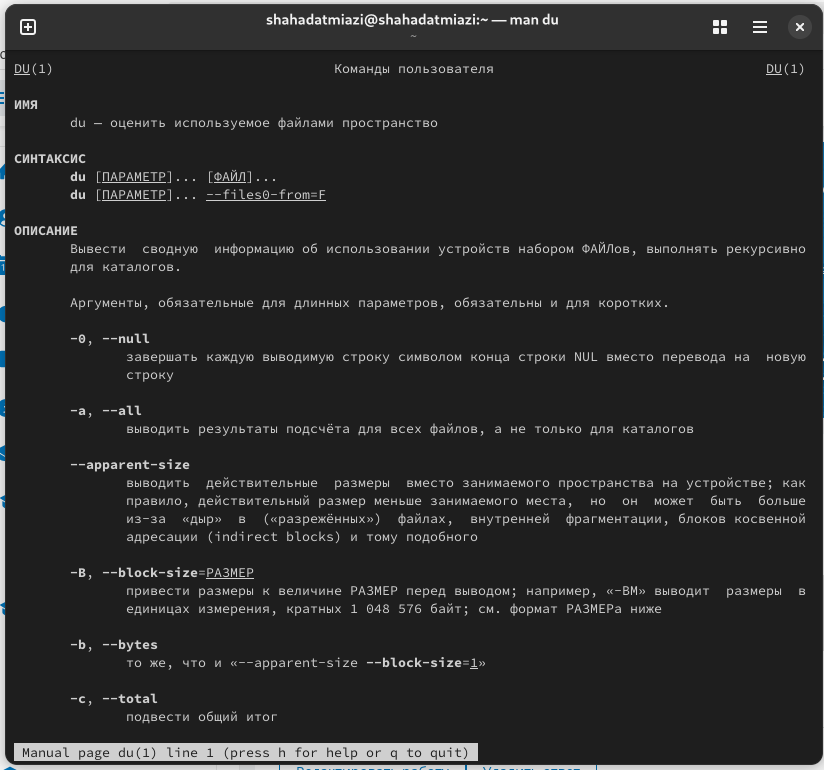 shahadatmiazi@shahadatmiazi:~ — man du
~
DU(1) Команды пользователя DU(1)
ИМЯ
du — оценить используемое файлами пространство
СИНТАКСИС
du [ПАРАМЕТР]... [ФАЙЛ]...
du [ПАРАМЕТР]... --files0-from=F
ОПИСАНИЕ
Вывести сводную информацию об использовании устройств набором ФАЙЛов, выполнять рекурсивно
для каталогов.
Аргументы, обязательные для длинных параметров, обязательны и для коротких.
-0, --null
завершать каждую выводимую строку символом конца строки NUL вместо перевода на новую
строку
-a, --all
выводить результаты подсчёта для всех файлов, а не только для каталогов
--apparent-size
выводить действительные размеры вместо занимаемого пространства на устройстве; как
правило, действительный размер меньше занимаемого места, но он может быть больше
из-за «дыр» в («разрежённых») файлах, внутренней фрагментации, блоков косвенной
адресации (indirect blocks) и тому подобного
-B, --block-size=РАЗМЕР
привести размеры к величине РАЗМЕР перед выводом; например, «-BM» выводит размеры в
единицах измерения, кратных 1 048 576 байт; см. формат РАЗМЕРа ниже
-b, --bytes
то же, что и «--apparent-size --block-size=1»
-c, --total
подвести общий итог
Manual page du(1) line 1 (press h for help or q to quit)